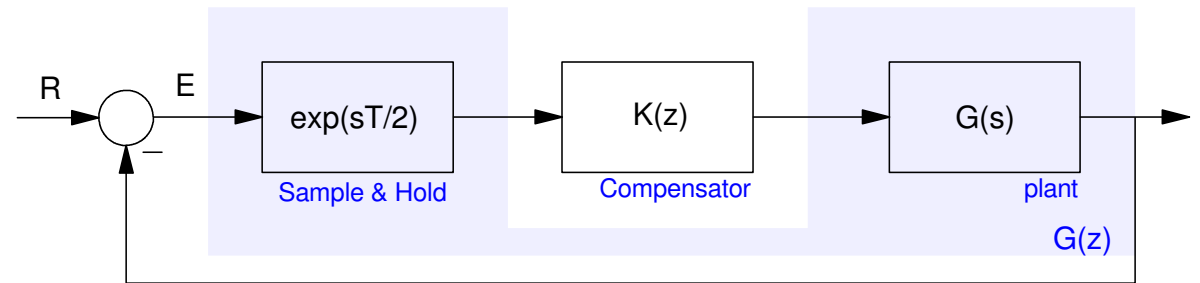 R
E
−
exp(sT/2)
Sample & Hold
K(z)
Compensator
G(s)
plant
G(z)